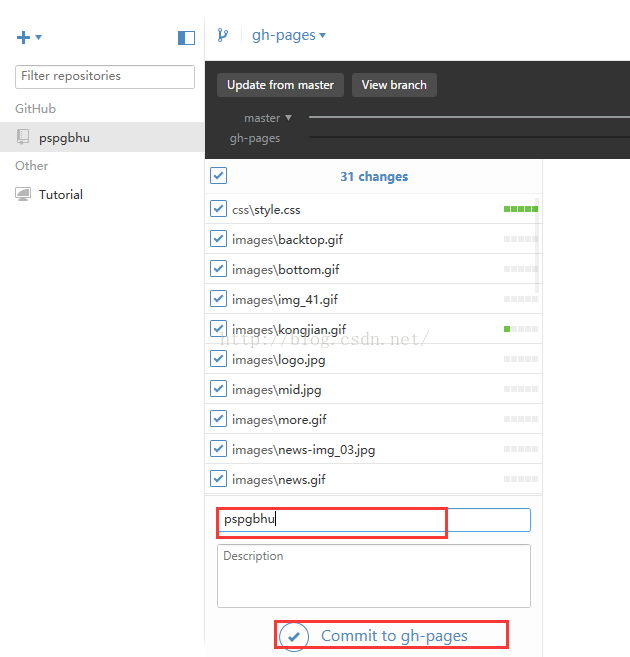 gh-pages
Filter repositories
Update from master
View branch
GitHub
master
pspgbhu
gh-pages
Other
31 changes
Tutorial
css\style.css
images\backtop.gif
images\bottom.gif
images\img_41.gif
images\kongjian.gif
http://blog.csdn.net/
images\logo.jpg
images\mid.jpg
images\more.gif
images\news-img_03.jpg
images\news.gif
pspgbhu
Description
Commit to gh-pages